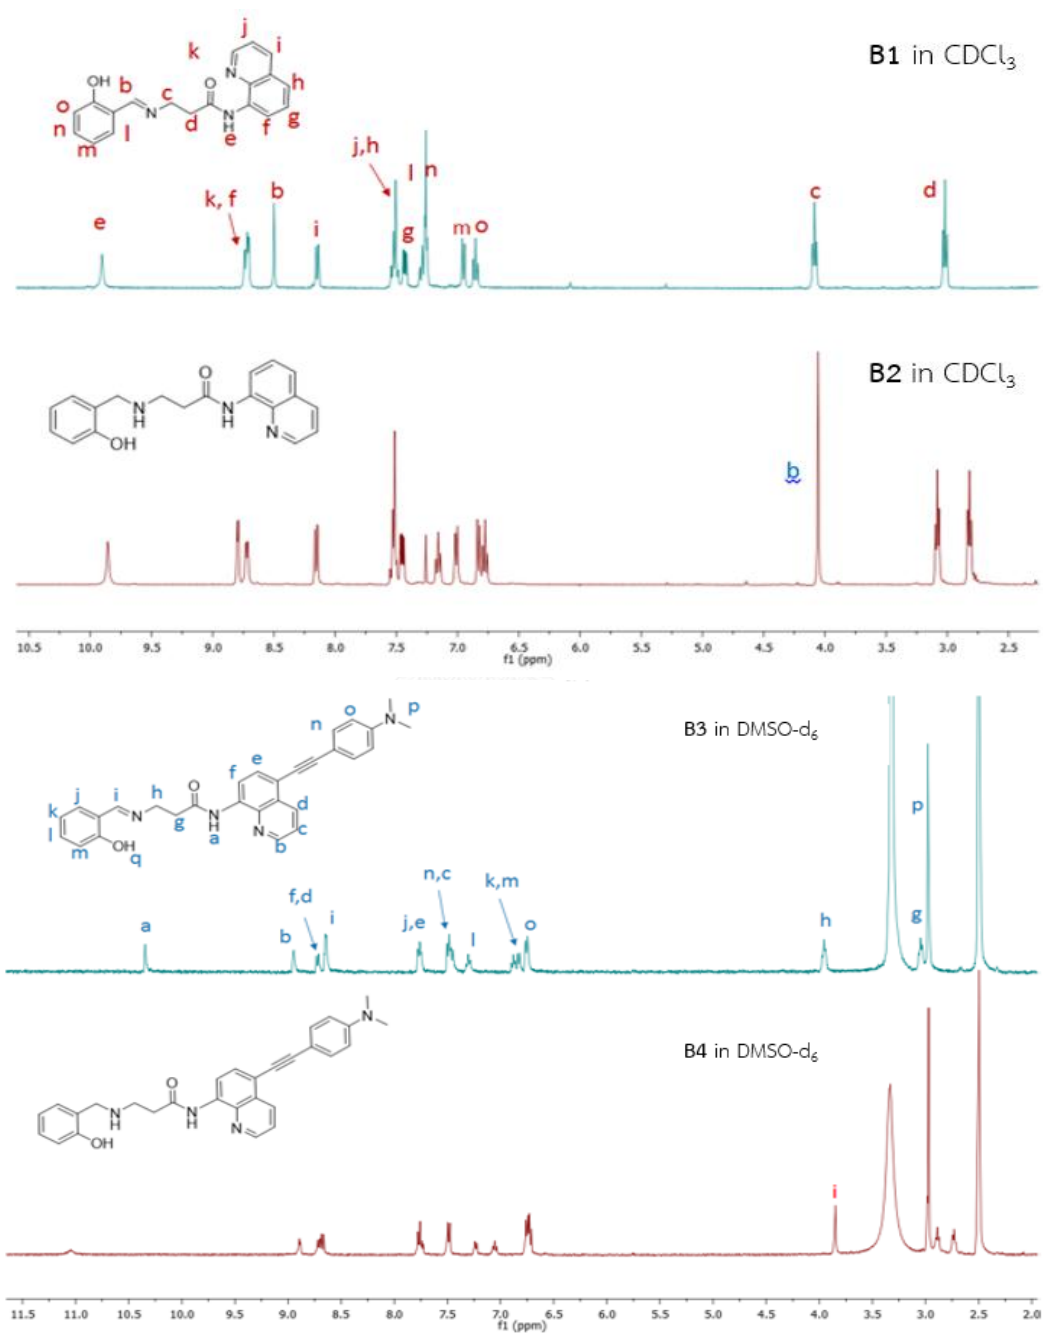 B1 in CDCl3
j
k
i
N
OH
b
c
O
h
o
N
N
H
g
n
l
d
f
m
e
j,h
l n
k, f
b
c
d
e
i
g
m o
B2 in CDCl3
O
N
H
N
H
N
OH
b
10.5 10.0 9.5 9.0 8.5 8.0 7.5 7.0 6.5 6.0 5.5 5.0 4.5 4.0 3.5 3.0 2.5
f1 (ppm)
B3 in DMSO-d6
o
p
N
n
e
f
O
j
i
h
d
k
N
g
N
H
c
l
a
N
b
m
OH
q
p
n,c
k,m
f,d
i
a
b
j,e
l
o
h
g
B4 in DMSO-d6
N
O
N
H
N
H
N
OH
i
11.5 11.0 10.5 10.0 9.5 9.0 8.5 8.0 7.5 7.0 6.5 6.0 5.5 5.0 4.5 4.0 3.5 3.0 2.5 2.0
f1 (ppm)